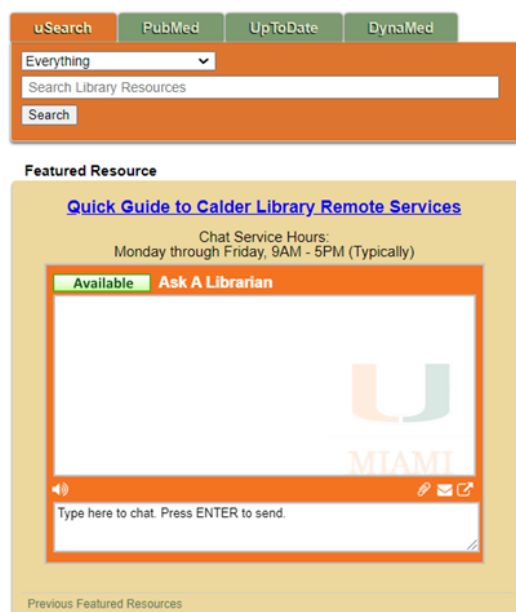 uSearch PubMed UpToDate DynaMed
Everything
Search Library Resources
Search
Featured Resource
Quick Guide to Calder Library Remote Services
Chat Service Hours:
Monday through Friday, 9AM - 5PM (Typically)
Available Ask A Librarian
U
MIAMI
Type here to chat. Press ENTER to send.
Previous Featured Resources